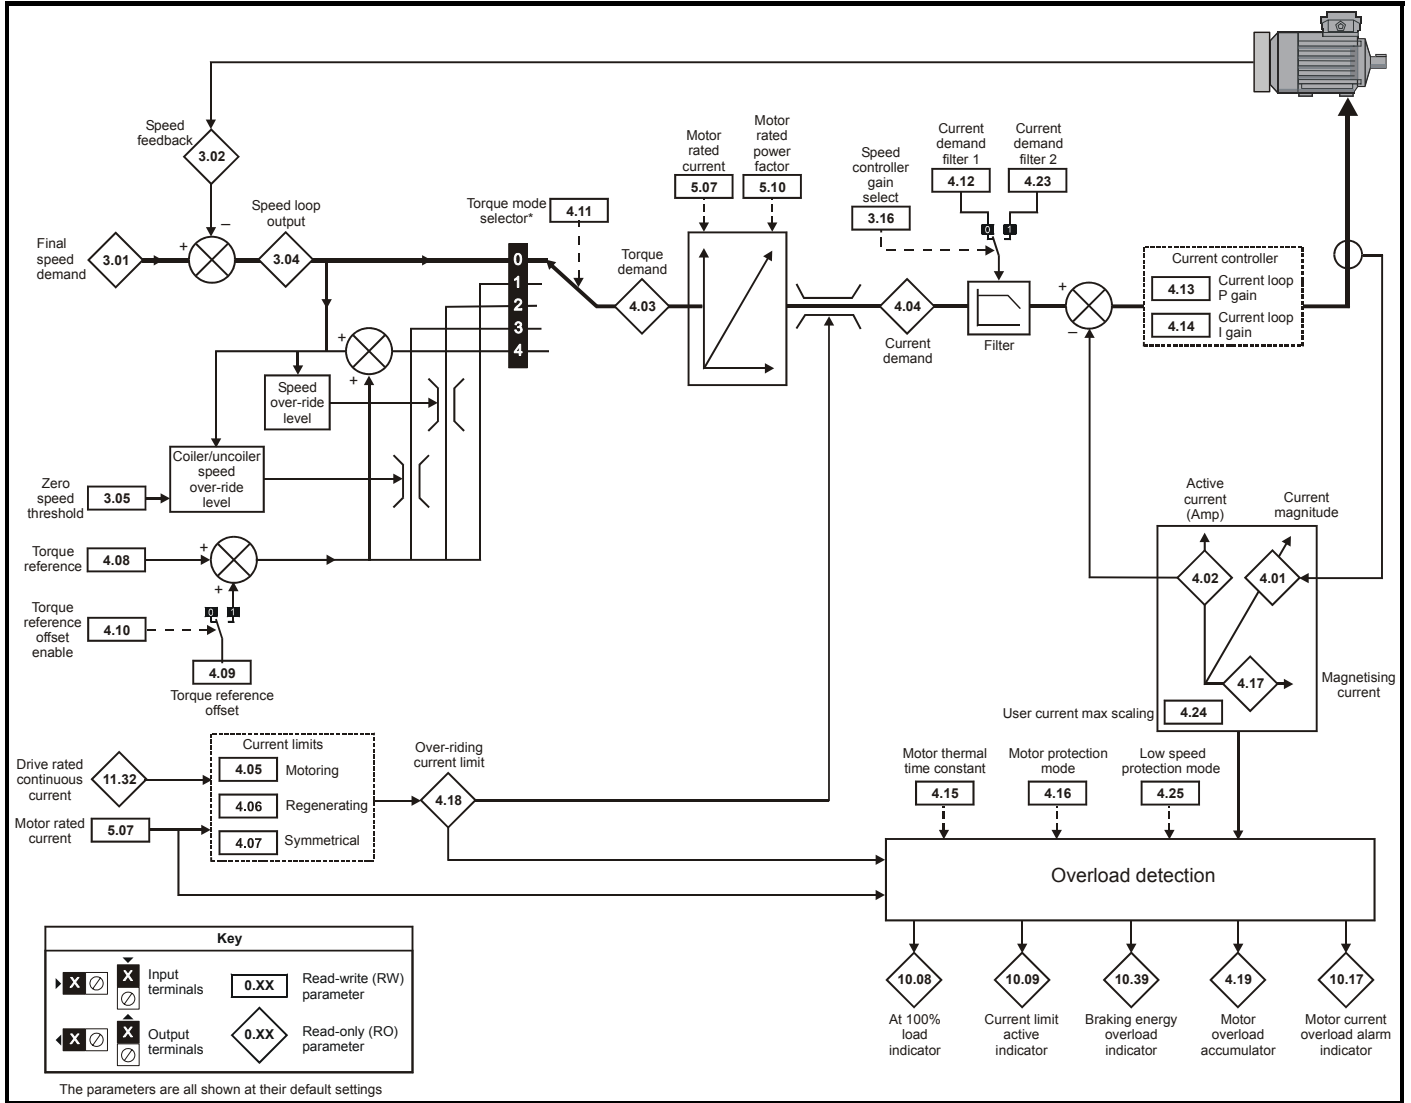 Speed
feedback
3.02
Final
speed
demand
3.01
+
–
Speed loop
output
3.04
Torque mode
selector*
4.11
0
1
2
3
4
Torque
demand
4.03
Motor
rated
current
5.07
Motor
rated
power
factor
5.10
Speed
controller
gain
select
3.16
Current
demand
filter 1
4.12
Current
demand
filter 2
4.23
0
1
4.04
Current
demand
Filter
+
–
Current controller
4.13
Current loop
P gain
4.14
Current loop
I gain
+
+
Speed
over-ride
level
Coiler/uncoiler
speed
over-ride
level
Zero
speed
threshold
3.05
Torque
reference
4.08
+
+
0
1
Torque
reference
offset
enable
4.10
4.09
Torque reference
offset
Active
current
(Amp)
Current
magnitude
4.02
4.01
4.17
Magnetising
current
User current max scaling
4.24
Drive rated
continuous
current
11.32
Motor rated
current
5.07
Current limits
4.05
Motoring
4.06
Regenerating
4.07
Symmetrical
Over-riding
current limit
4.18
Motor thermal
time constant
4.15
Motor protection
mode
4.16
Low speed
protection mode
4.25
Overload detection
10.08
At 100%
load
indicator
10.09
Current limit
active
indicator
10.39
Braking energy
overload
indicator
4.19
Motor
overload
accumulator
10.17
Motor current
overload alarm
indicator
Key
X
X
Input
terminals
0.XX
Read-write (RW)
parameter
X
X
Output
terminals
0.XX
Read-only (RO)
parameter
The parameters are all shown at their default settings